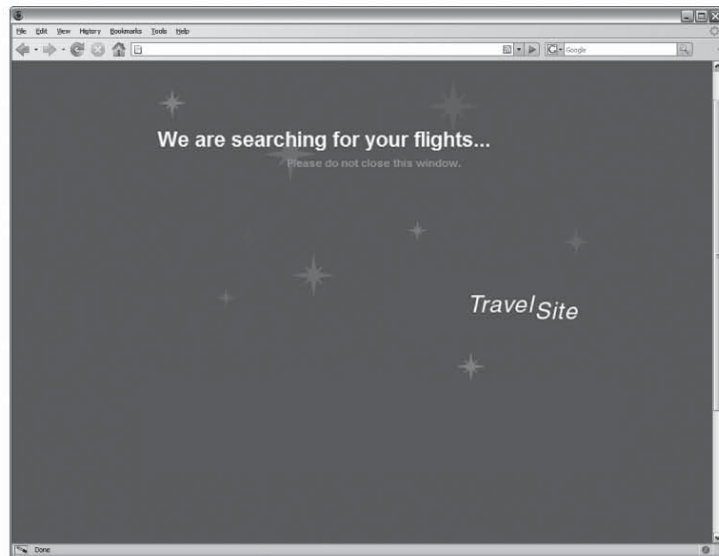 File Edit View History Bookmarks Tools Help
Google
We are searching for your flights...
Please do not close this window.
TravelSite
Done